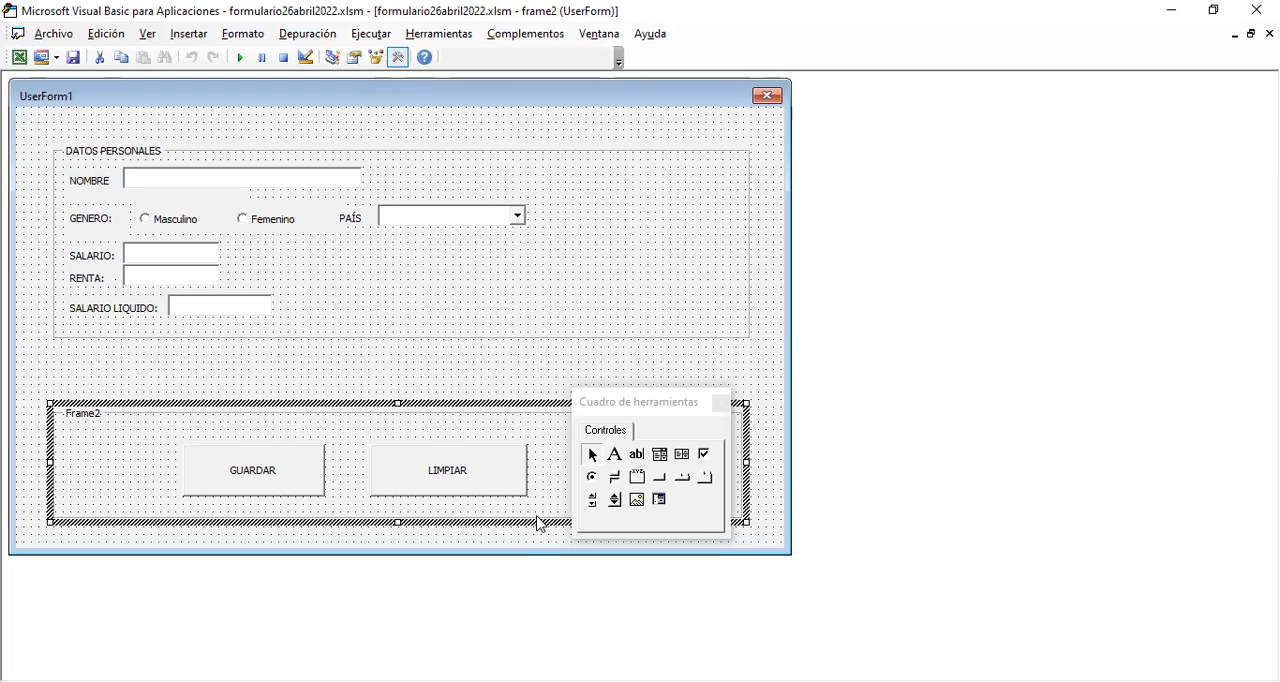 Microsoft Visual Basic para Aplicaciones - formulario26abril2022.xlsm - [formulario26abril2022.xlsm - frame2 (UserForm)]
Archivo Edición Ver Insertar Formato Depuración Ejecutar Herramientas Complementos Ventana Ayuda
UserForm1
DATOS PERSONALES
NOMBRE
GENERO: Masculino Femenino PAÍS
SALARIO:
RENTA:
SALARIO LIQUIDO:
Cuadro de herramientas
Frame2
Controles
A ab|
XYZ
GUARDAR LIMPIAR